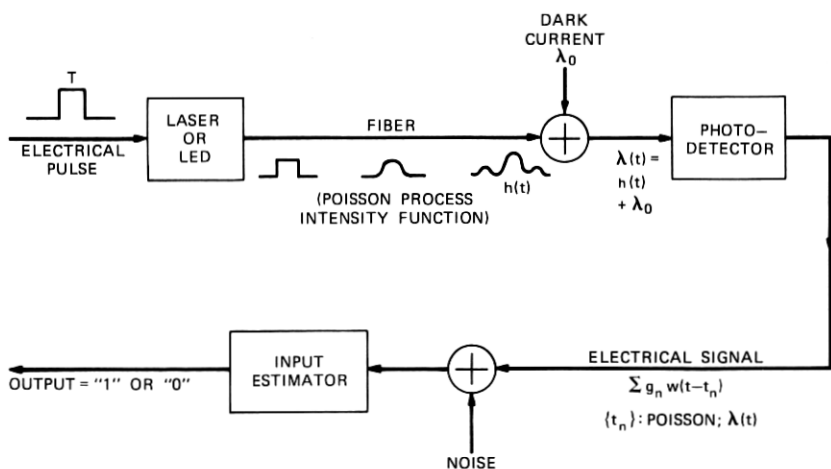 DARK
CURRENT
λ₀
T
ELECTRICAL
PULSE
LASER
OR
LED
FIBER
h(t)
(POISSON PROCESS
INTENSITY FUNCTION)
λ(t) =
h(t)
+ λ₀
PHOTO-
DETECTOR
OUTPUT = "1" OR "0"
INPUT
ESTIMATOR
NOISE
ELECTRICAL SIGNAL
Σ gₙ w(t-tₙ)
{tₙ}: POISSON; λ(t)